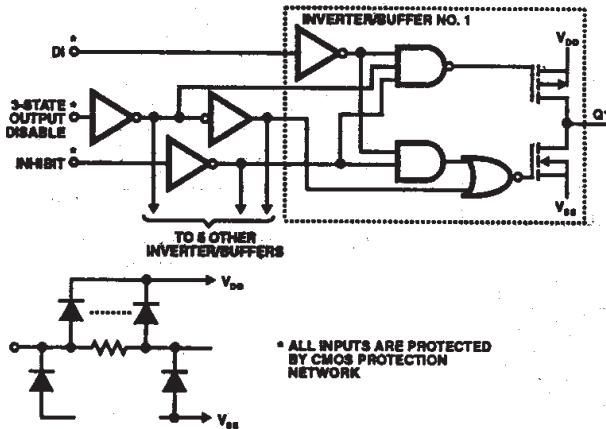 INVERTER/BUFFER NO. 1
*
DI
VDD
3-STATE *
OUTPUT
DISABLE
*
INHIBIT
Q1
VSS
TO 5 OTHER
INVERTER/BUFFERS
VDD
* ALL INPUTS ARE PROTECTED
BY CMOS PROTECTION
NETWORK
VSS